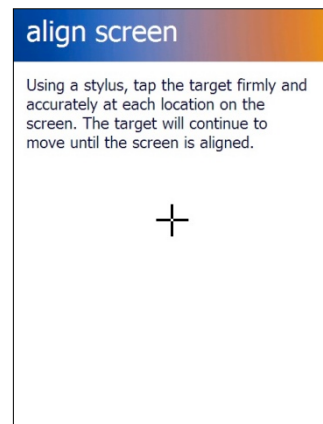 align screen
Using a stylus, tap the target firmly and
accurately at each location on the
screen. The target will continue to
move until the screen is aligned.